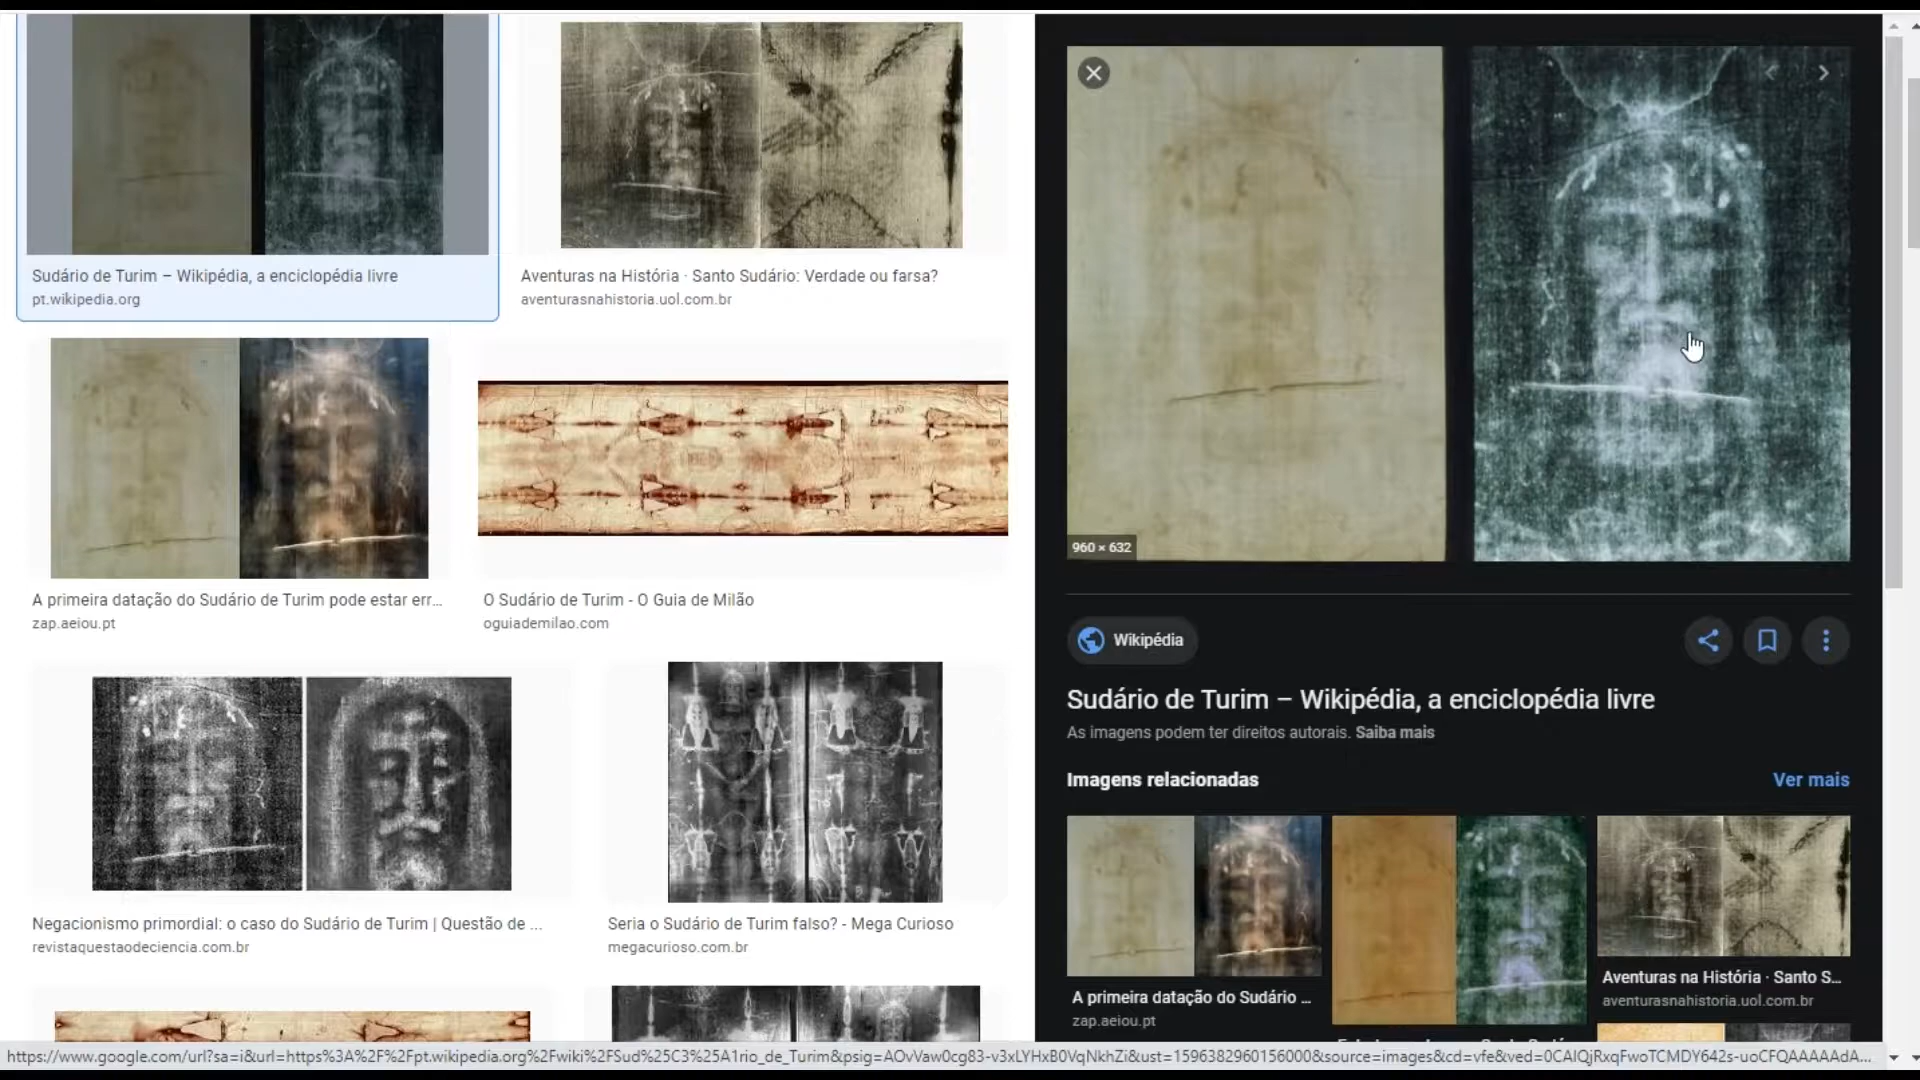 Sudário de Turim – Wikipédia, a enciclopédia livre
pt.wikipedia.org
Aventuras na História · Santo Sudário: Verdade ou farsa?
aventurasnahistoria.uol.com.br
A primeira datação do Sudário de Turim pode estar err...
zap.aeiou.pt
O Sudário de Turim - O Guia de Milão
oguiademilao.com
Negacionismo primordial: o caso do Sudário de Turim | Questão de ...
revistaquestaodeciencia.com.br
Seria o Sudário de Turim falso? - Mega Curioso
megacurioso.com.br
960 × 632
Wikipédia
Sudário de Turim – Wikipédia, a enciclopédia livre
As imagens podem ter direitos autorais. Saiba mais
Imagens relacionadas
Ver mais
A primeira datação do Sudário ...
zap.aeiou.pt
Aventuras na História · Santo S...
aventurasnahistoria.uol.com.br
https://www.google.com/url?sa=i&url=https%3A%2F%2Fpt.wikipedia.org%2Fwiki%2FSud%25C3%25A1rio_de_Turim&psig=AOvVaw0cg83-v3xLYHxB0VqNkhZi&ust=1596382960156000&source=images&cd=vfe&ved=0CAIQjRxqFwoTCMDY642s-uoCFQAAAAAdA...